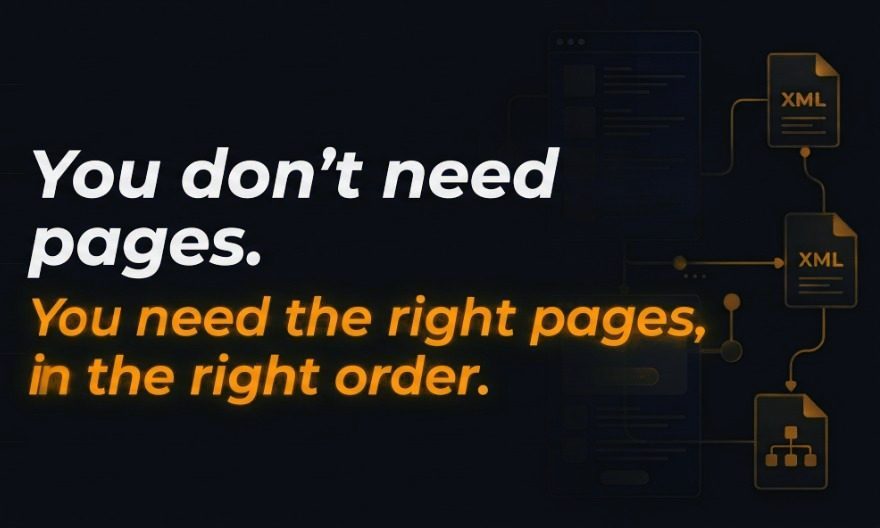 You don’t need
pages.
You need the right pages,
in the right order.
XML
XML